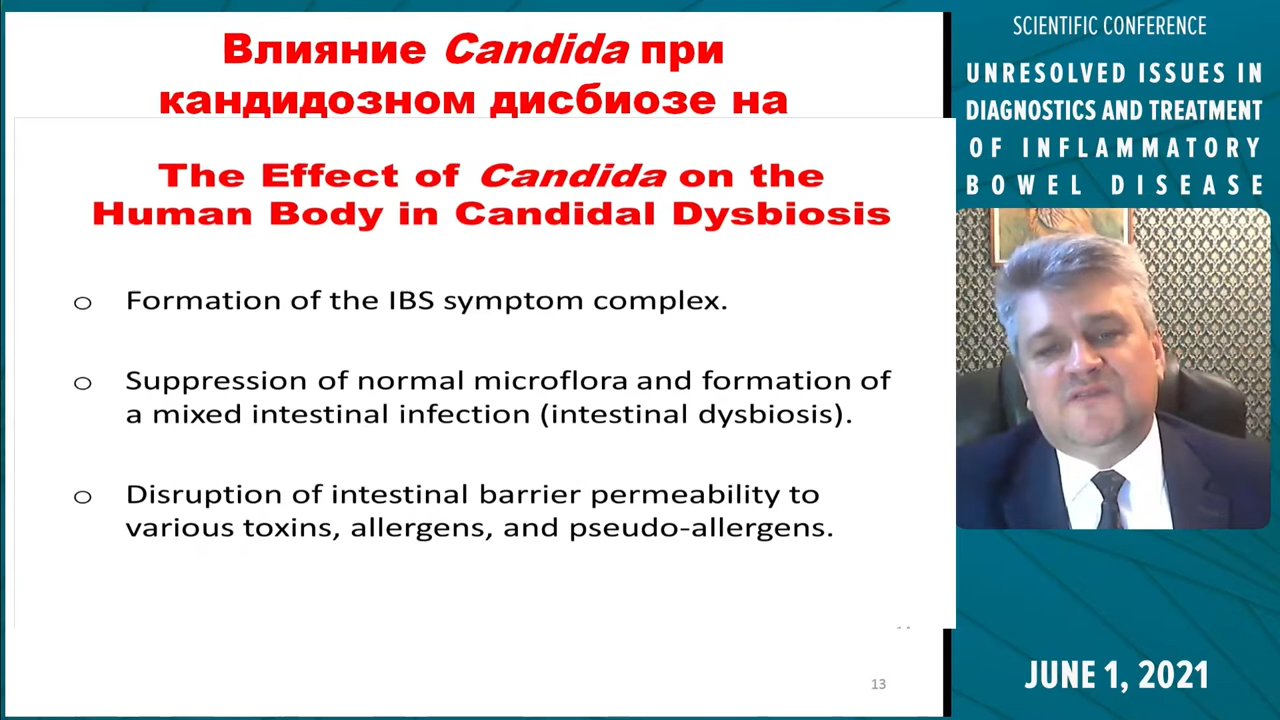 Влияние Candida при
кандидозном дисбиозе на
The Effect of Candida on the
Human Body in Candidal Dysbiosis
o Formation of the IBS symptom complex.
o Suppression of normal microflora and formation of
a mixed intestinal infection (intestinal dysbiosis).
o Disruption of intestinal barrier permeability to
various toxins, allergens, and pseudo-allergens.
13
SCIENTIFIC CONFERENCE
UNRESOLVED ISSUES IN
DIAGNOSTICS AND TREATMENT
OF INFLAMMATORY
BOWEL DISEASE
JUNE 1, 2021